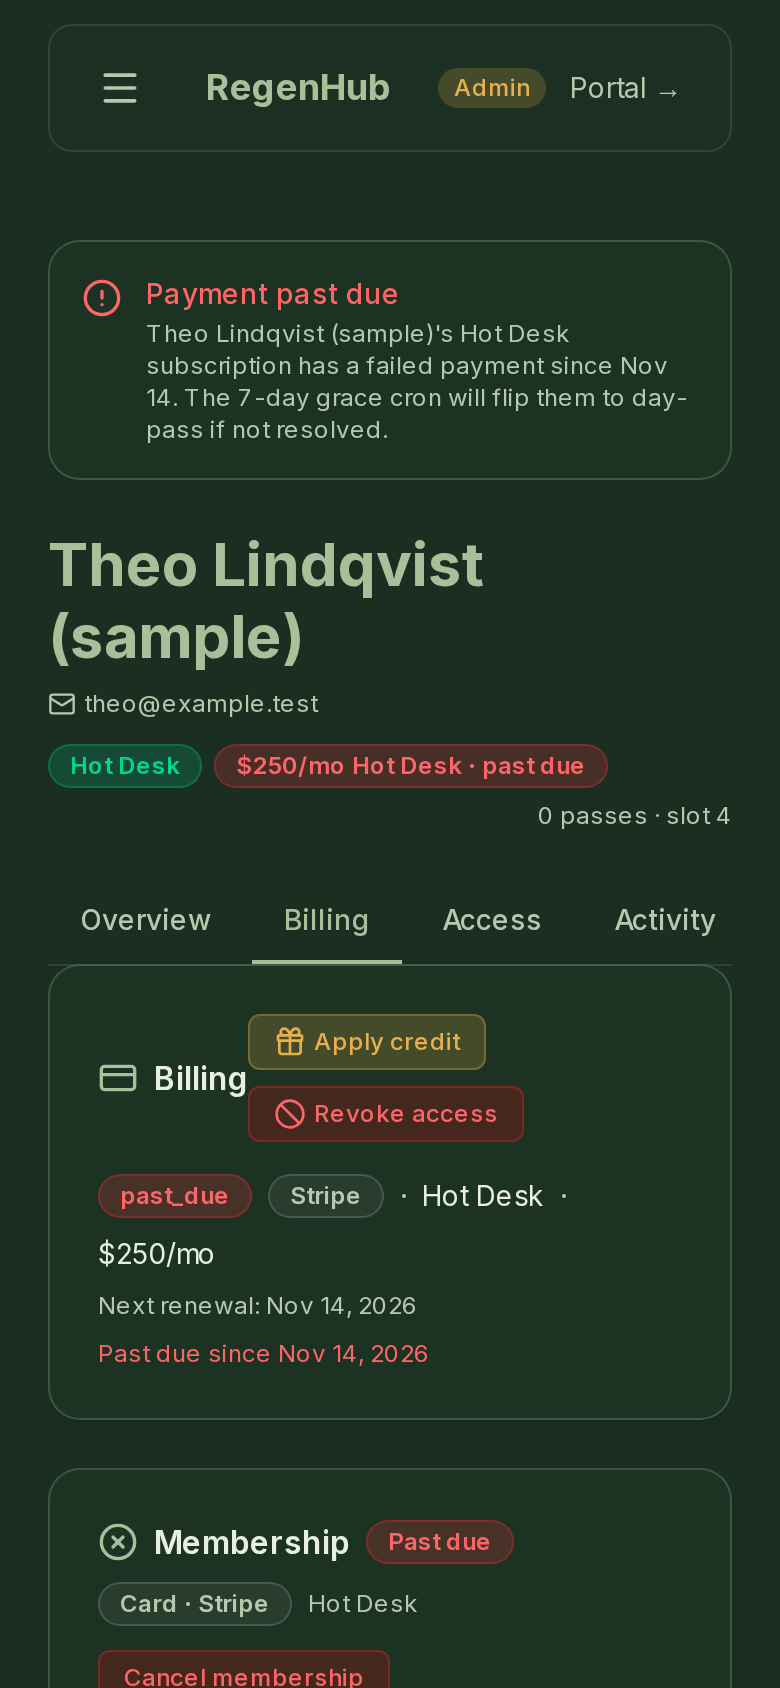 RegenHub
Admin
Portal →
Payment past due
Theo Lindqvist (sample)'s Hot Desk
subscription has a failed payment since Nov
14. The 7-day grace cron will flip them to day-
pass if not resolved.
Theo Lindqvist
(sample)
theo@example.test
Hot Desk
$250/mo Hot Desk · past due
0 passes · slot 4
Overview
Billing
Access
Activity
Billing
Apply credit
Revoke access
past_due
Stripe
· Hot Desk ·
$250/mo
Next renewal: Nov 14, 2026
Past due since Nov 14, 2026
Membership
Past due
Card · Stripe
Hot Desk
Cancel membership